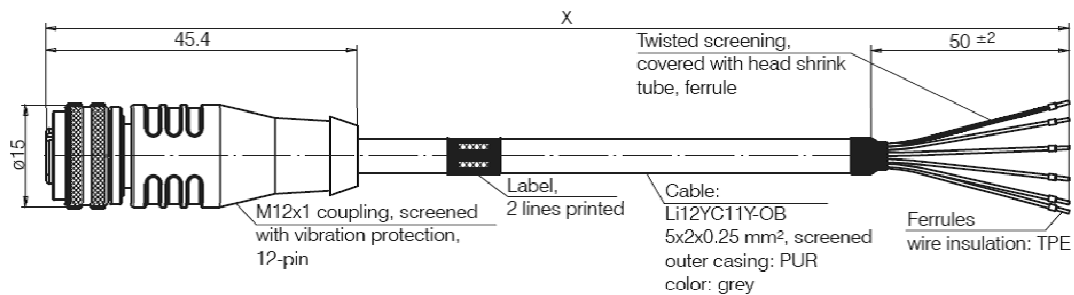 X
45.4
50 ±2
Twisted screening,
covered with head shrink
tube, ferrule
ø15
Label,
2 lines printed
M12x1 coupling, screened
with vibration protection,
12-pin
Cable:
Li12YC11Y-OB
5x2x0.25 mm², screened
outer casing: PUR
color: grey
Ferrules
wire insulation: TPE